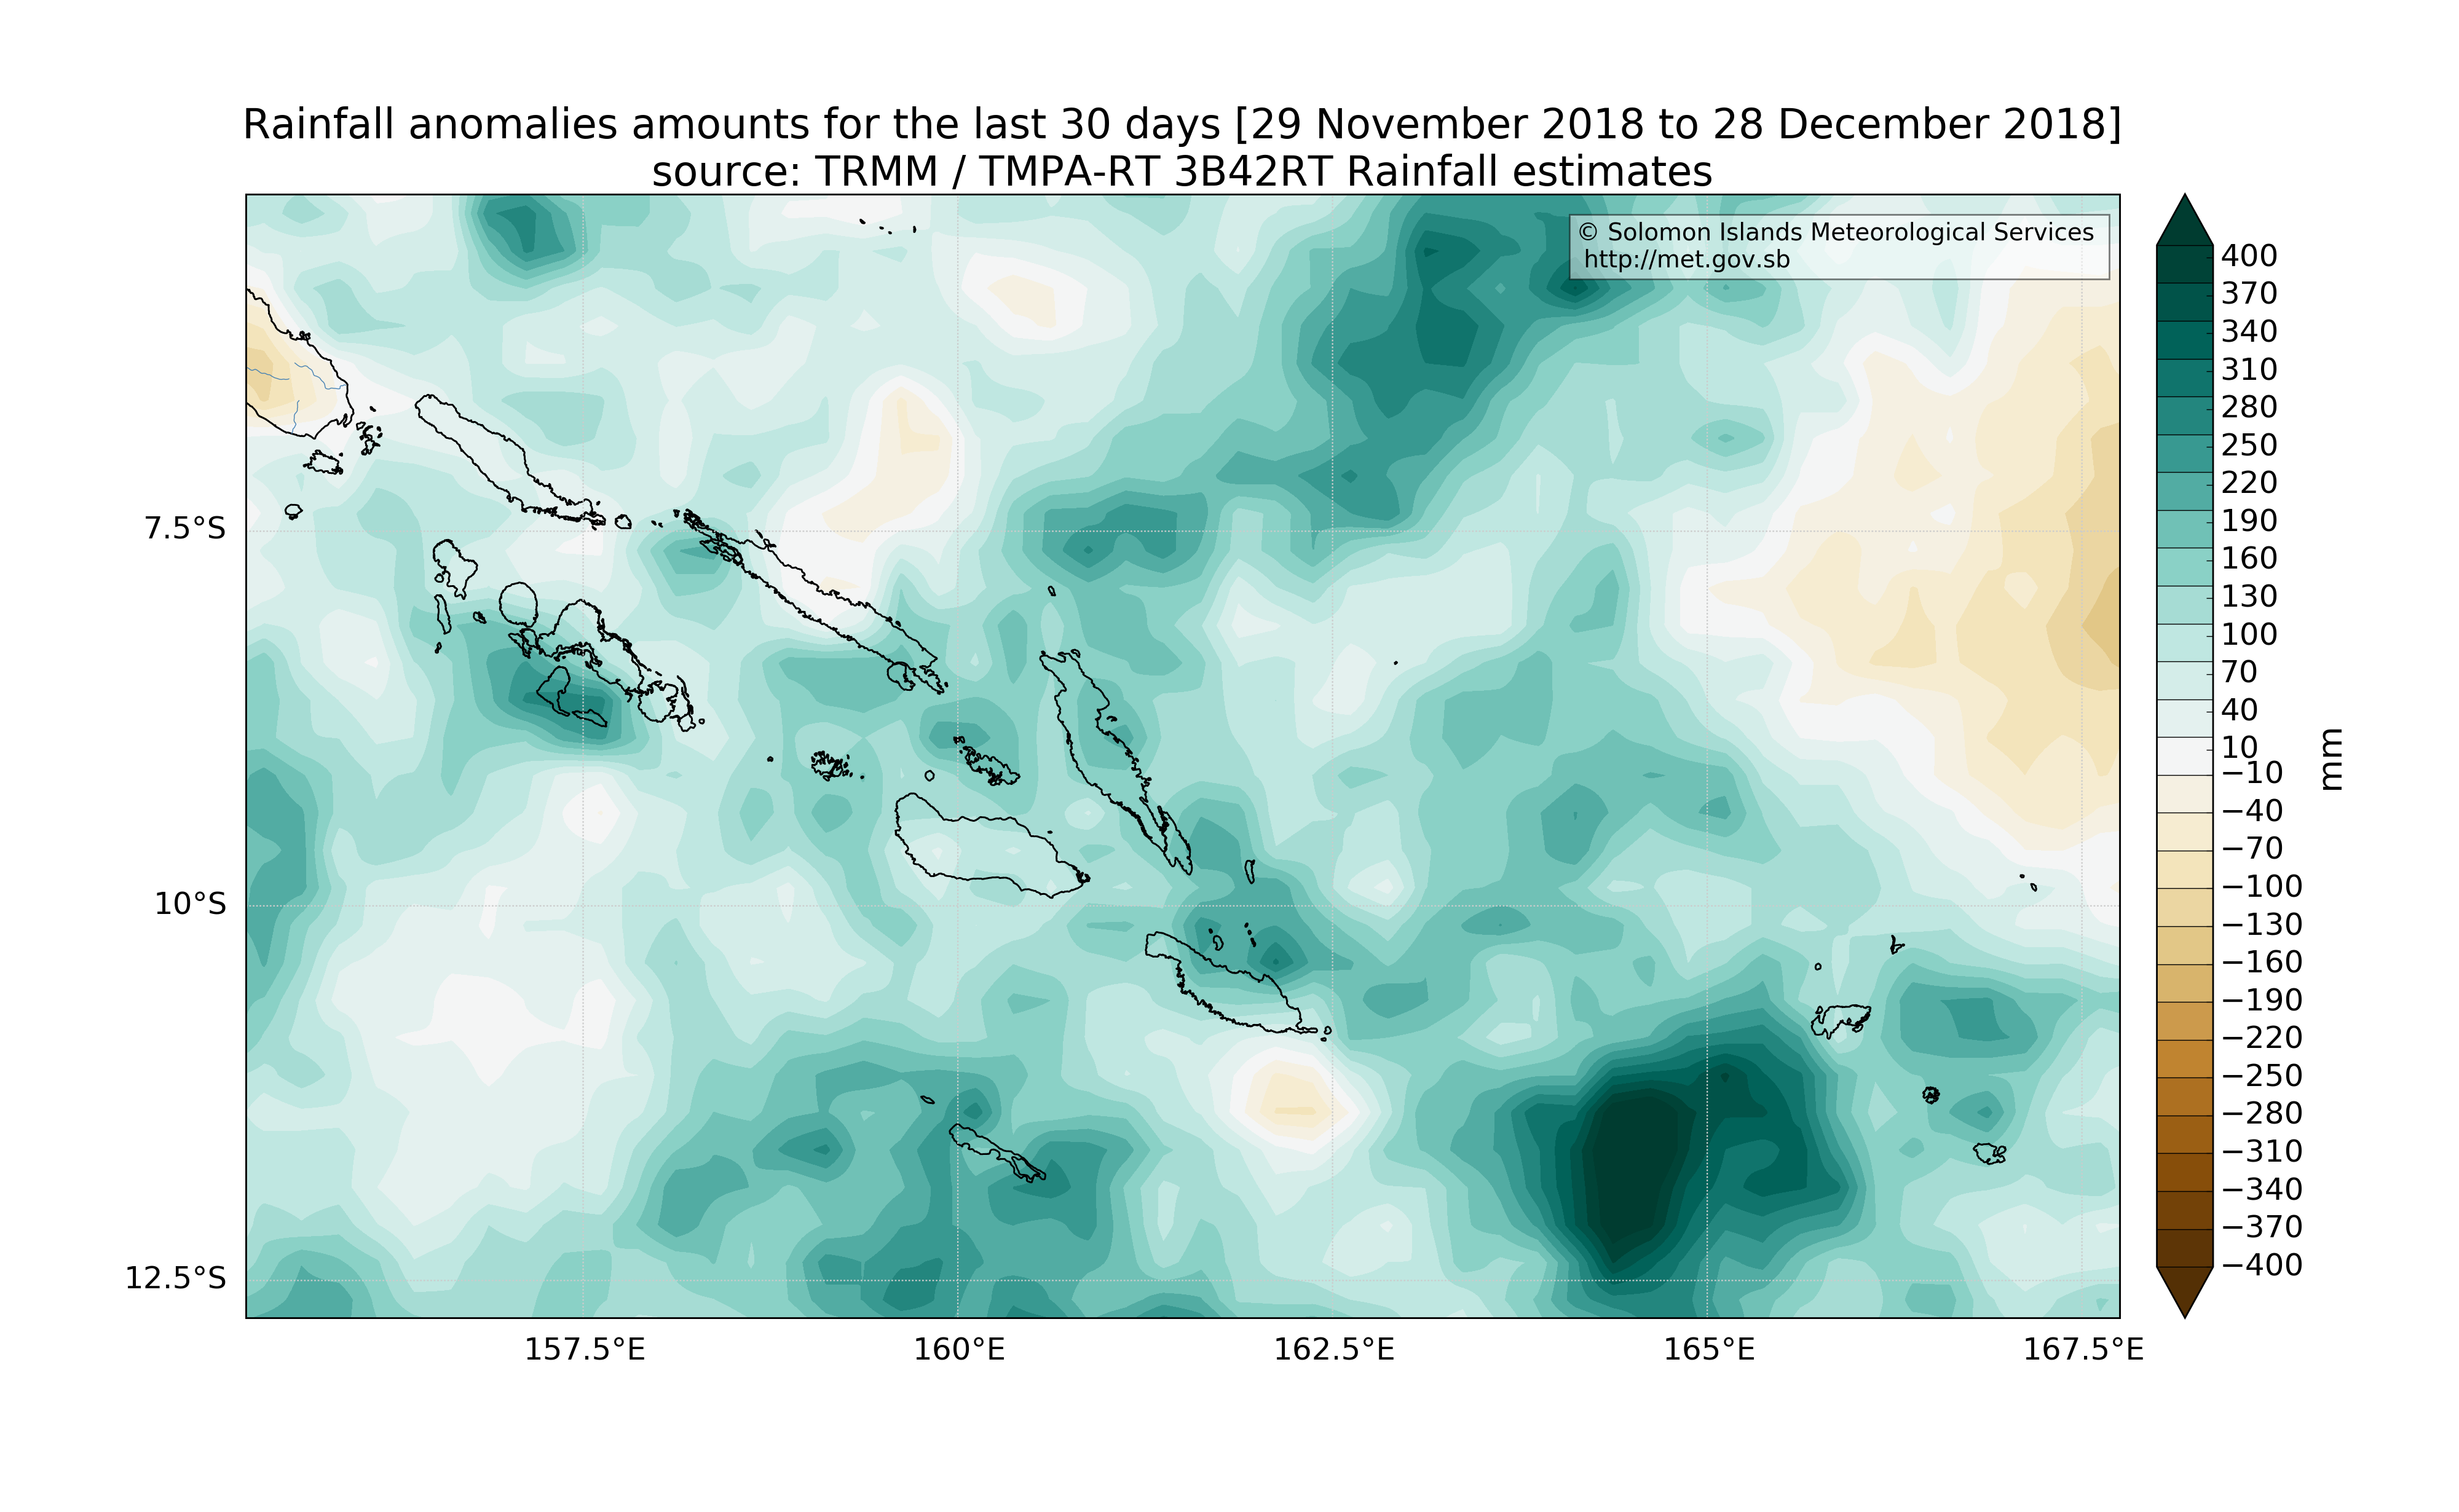 Rainfall anomalies amounts for the last 30 days [29 November 2018 to 28 December 2018]
source: TRMM / TMPA-RT 3B42RT Rainfall estimates
© Solomon Islands Meteorological Services
http://met.gov.sb
7.5°S
10°S
12.5°S
157.5°E
160°E
162.5°E
165°E
167.5°E
400
370
340
310
280
250
220
190
160
130
100
70
40
10
−10
−40
−70
−100
−130
−160
−190
−220
−250
−280
−310
−340
−370
−400
mm